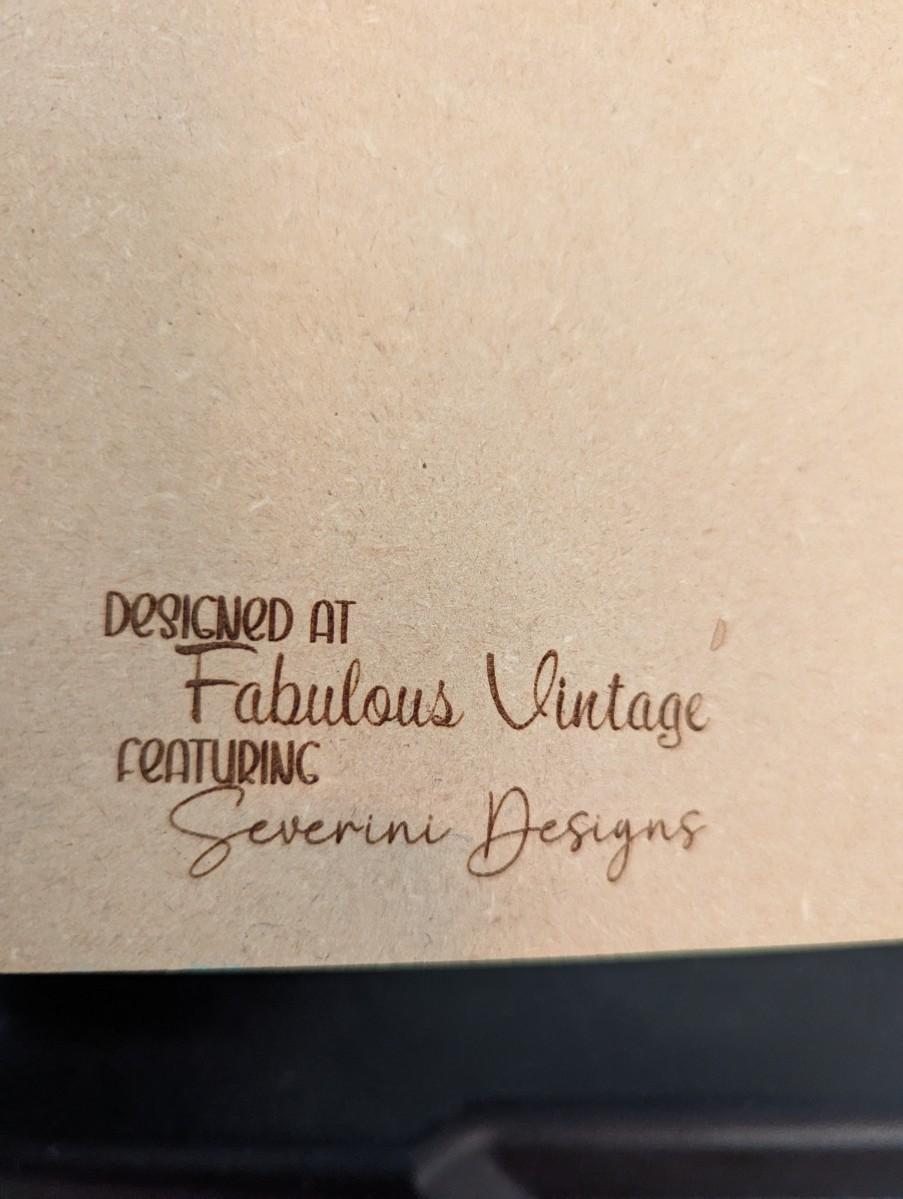 DeSIGNeD AT
Fabulous Vintage
FeATURING
Severini Designs